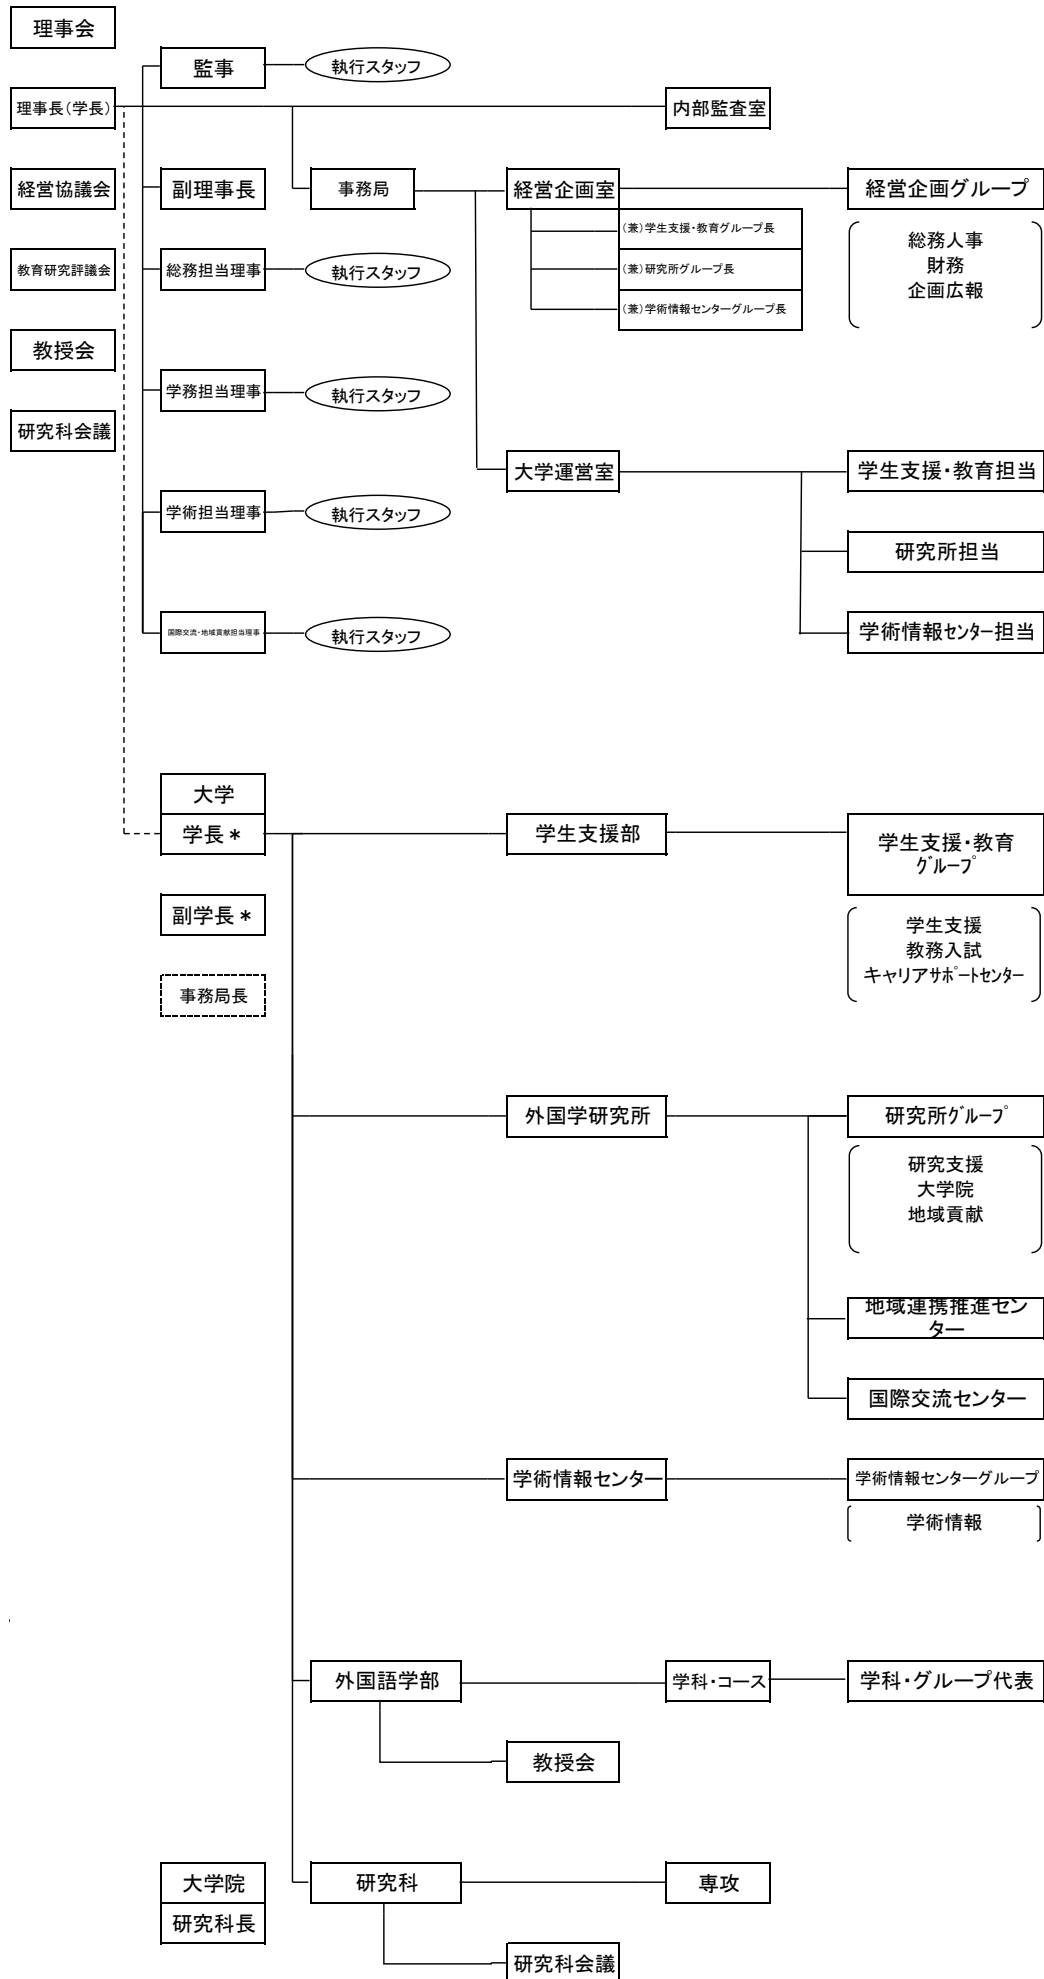 理事会
監事
執行スタッフ
理事長(学長)
内部監査室
経営協議会
副理事長
事務局
経営企画室
経営企画グループ
(兼)学生支援・教育グループ長
(兼)研究所グループ長
(兼)学術情報センターグループ長
総務人事
財務
企画広報
教育研究評議会
総務担当理事
執行スタッフ
教授会
学務担当理事
執行スタッフ
研究科会議
大学運営室
学生支援・教育担当
学術担当理事
執行スタッフ
研究所担当
国際交流・地域貢献担当理事
執行スタッフ
学術情報ｾﾝﾀｰ担当
大学
学長*
学生支援部
学生支援・教育
ｸﾞﾙｰﾌﾟ
副学長*
学生支援
教務入試
キャリアｻﾎﾟｰﾄｾﾝﾀｰ
事務局長
外国学研究所
研究所ｸﾞﾙｰﾌﾟ
研究支援
大学院
地域貢献
地域連携推進セン
ター
国際交流センター
学術情報センター
学術情報センターグループ
学術情報
外国語学部
学科・コース
学科・グループ代表
教授会
大学院
研究科長
研究科
専攻
研究科会議